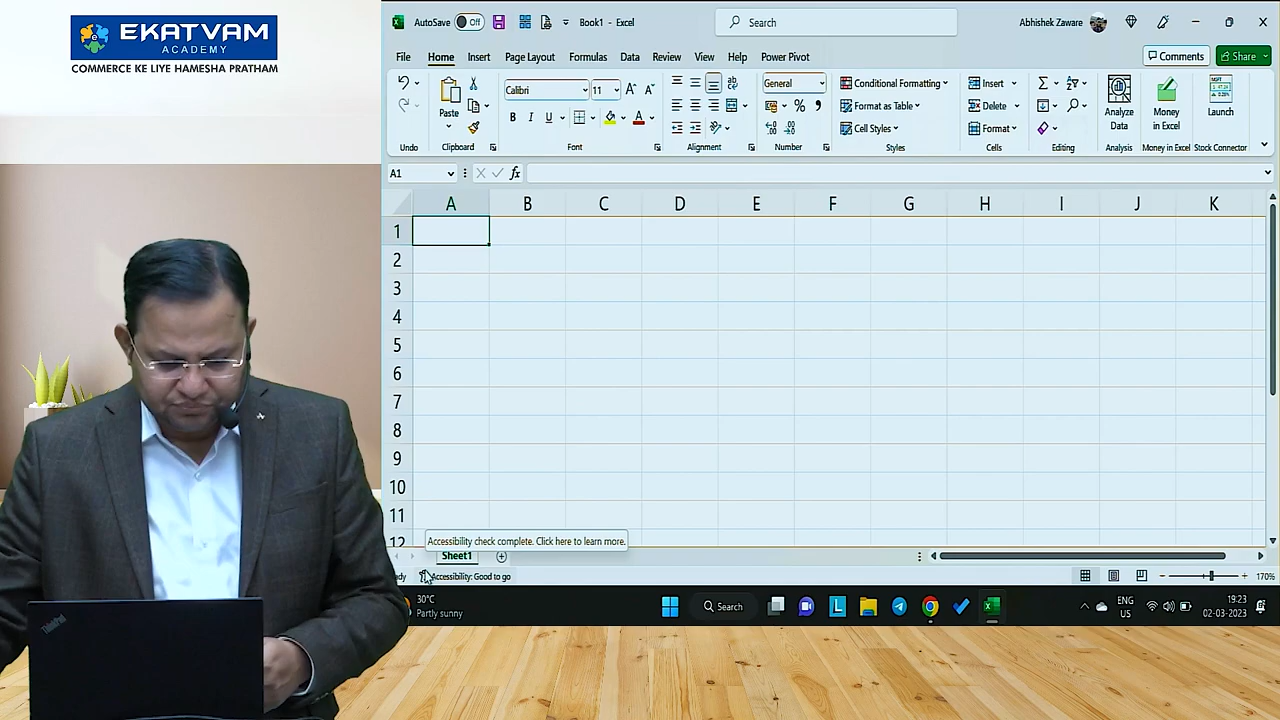 EKATVAM
ACADEMY
COMMERCE KE LIYE HAMESHA PRATHAM
AutoSave Off Book1 - Excel Search Abhishek Zaware
File Home Insert Page Layout Formulas Data Review View Help Power Pivot Comments Share
Calibri 11 General Conditional Formatting Insert
Paste Format as Table Delete Analyze Data Money in Excel Launch
B I U A Cell Styles Format
Undo Clipboard Font Alignment Number Styles Cells Editing Analysis Money in Excel Stock Connector
A1 fx
A B C D E F G H I J K
1
2
3
4
5
6
7
8
9
10
11
12
Accessibility check complete. Click here to learn more.
Sheet1
Accessibility: Good to go 170%
30°C
Partly sunny
Search
ENG
US
19:23
02-03-2023
ThinkPad